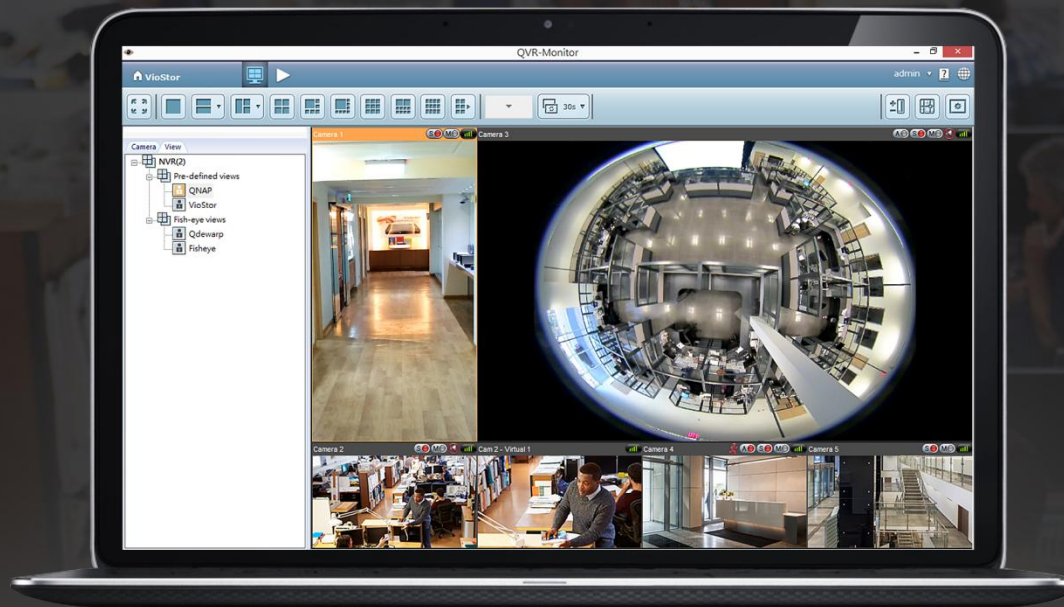 QVR-Monitor
VioStor
admin
?
30s
Camera View
NVR(2)
Pre-defined views
QNAP
VioStor
Fish-eye views
Qdewarp
Fisheye
Camera 1
Camera 3
Camera 2
Cam 2 - Virtual 1
Camera 4
Camera 5